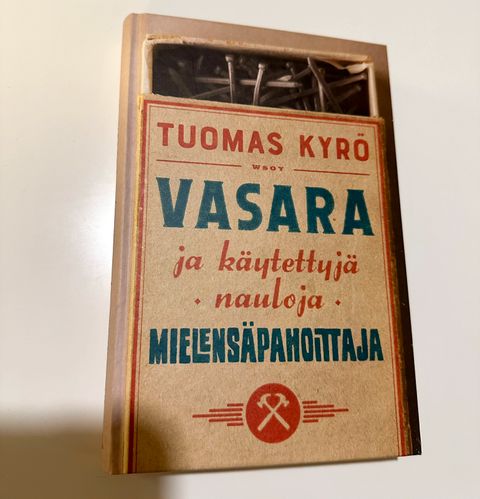 TUOMAS KYRÖ
WSOY
VASARA
ja käytettyjä
· nauloja ·
MIELENSÄPAHOITTAJA